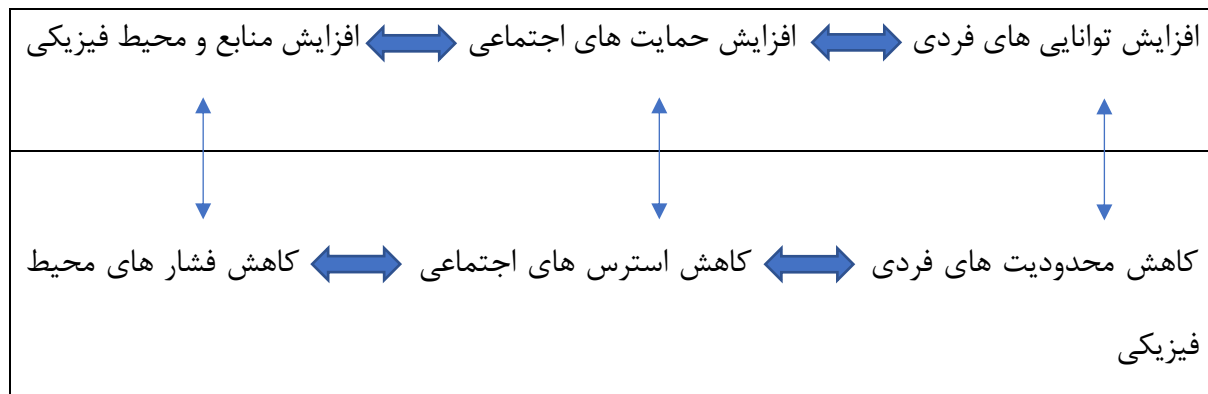 افزایش توانایی های فردی افزایش حمایت های اجتماعی افزایش منابع و محیط فیزیکی
کاهش محدودیت های فردی کاهش استرس های اجتماعی کاهش فشار های محیط
فیزیکی